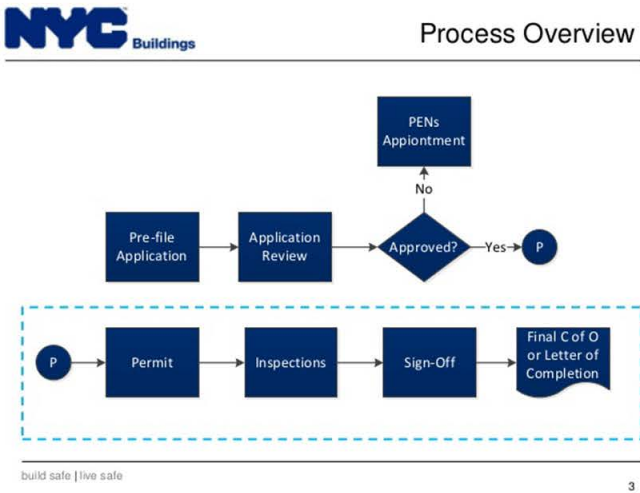 NYC Buildings
Process Overview
PENs
Appiontment
No
Pre-file
Application
Application
Review
Approved?
Yes
P
P
Permit
Inspections
Sign-Off
Final C of O
or Letter of
Completion
build safe | live safe
3